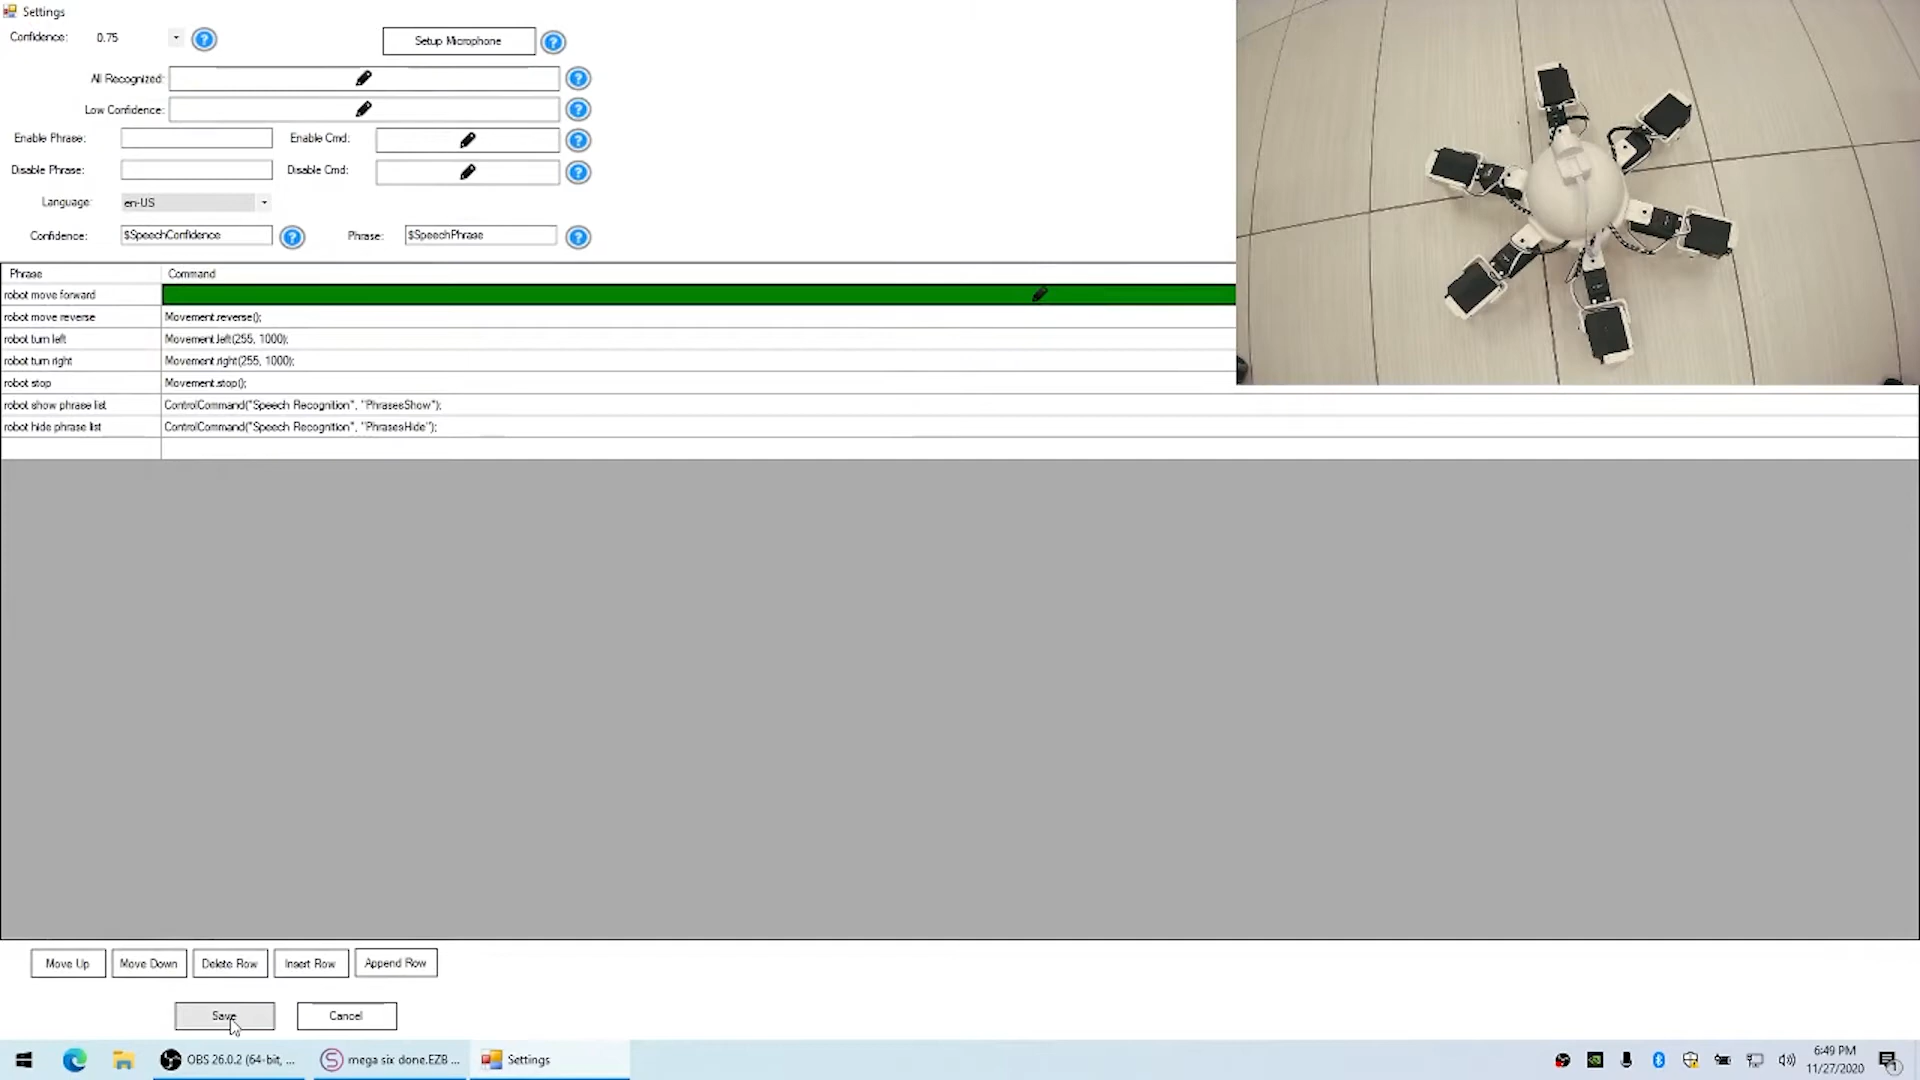 Settings
Confidence: 0.75
Setup Microphone
All Recognized:
Low Confidence:
Enable Phrase: Enable Cmd:
Disable Phrase: Disable Cmd:
Language: en-US
Confidence: $SpeechConfidence Phrase: $SpeechPhrase
Phrase Command
robot move forward
robot move reverse Movement.reverse();
robot turn left Movement.left(255, 1000);
robot turn right Movement.right(255, 1000);
robot stop Movement.stop();
robot show phrase list ControlCommand("Speech Recognition", "PhrasesShow");
robot hide phrase list ControlCommand("Speech Recognition", "PhrasesHide");
Move Up Move Down Delete Row Insert Row Append Row
Save Cancel
OBS 26.0.2 (64-bit, ... mega six done.EZB ... Settings
6:49 PM
11/27/2020